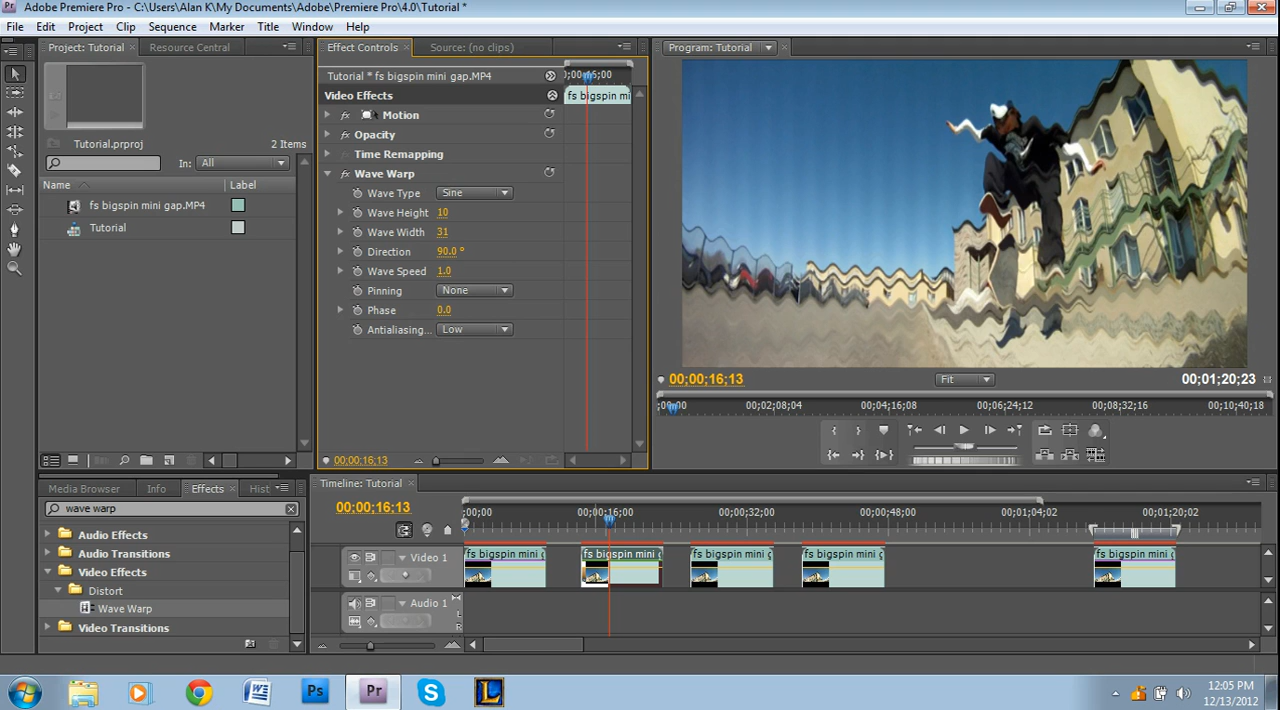 Adobe Premiere Pro - C:\Users\Alan K\My Documents\Adobe\Premiere Pro\4.0\Tutorial *
File Edit Project Clip Sequence Marker Title Window Help
Project: Tutorial Resource Central
Tutorial.prproj 2 Items
In: All
Name Label
fs bigspin mini gap.MP4
Tutorial
Effect Controls Source: (no clips)
Tutorial * fs bigspin mini gap.MP4
Video Effects
Motion
Opacity
Time Remapping
Wave Warp
Wave Type Sine
Wave Height 10
Wave Width 31
Direction 90.0 °
Wave Speed 1.0
Pinning None
Phase 0.0
Antialiasing... Low
;00;00;16;00
fs bigspin mi
00;00;16;13
Program: Tutorial
00;00;16;13 Fit 00;01;20;23
;00;00 00;02;08;04 00;04;16;08 00;06;24;12 00;08;32;16 00;10;40;18
Media Browser Info Effects Hist
wave warp
Audio Effects
Audio Transitions
Video Effects
Distort
Wave Warp
Video Transitions
Timeline: Tutorial
00;00;16;13
;00;00 00;00;16;00 00;00;32;00 00;00;48;00 00;01;04;02 00;01;20;02
Video 1
fs bigspin mini g fs bigspin mini g fs bigspin mini g fs bigspin mini g fs bigspin mini g
Audio 1
L
R
W Ps Pr S L
12:05 PM
12/13/2012